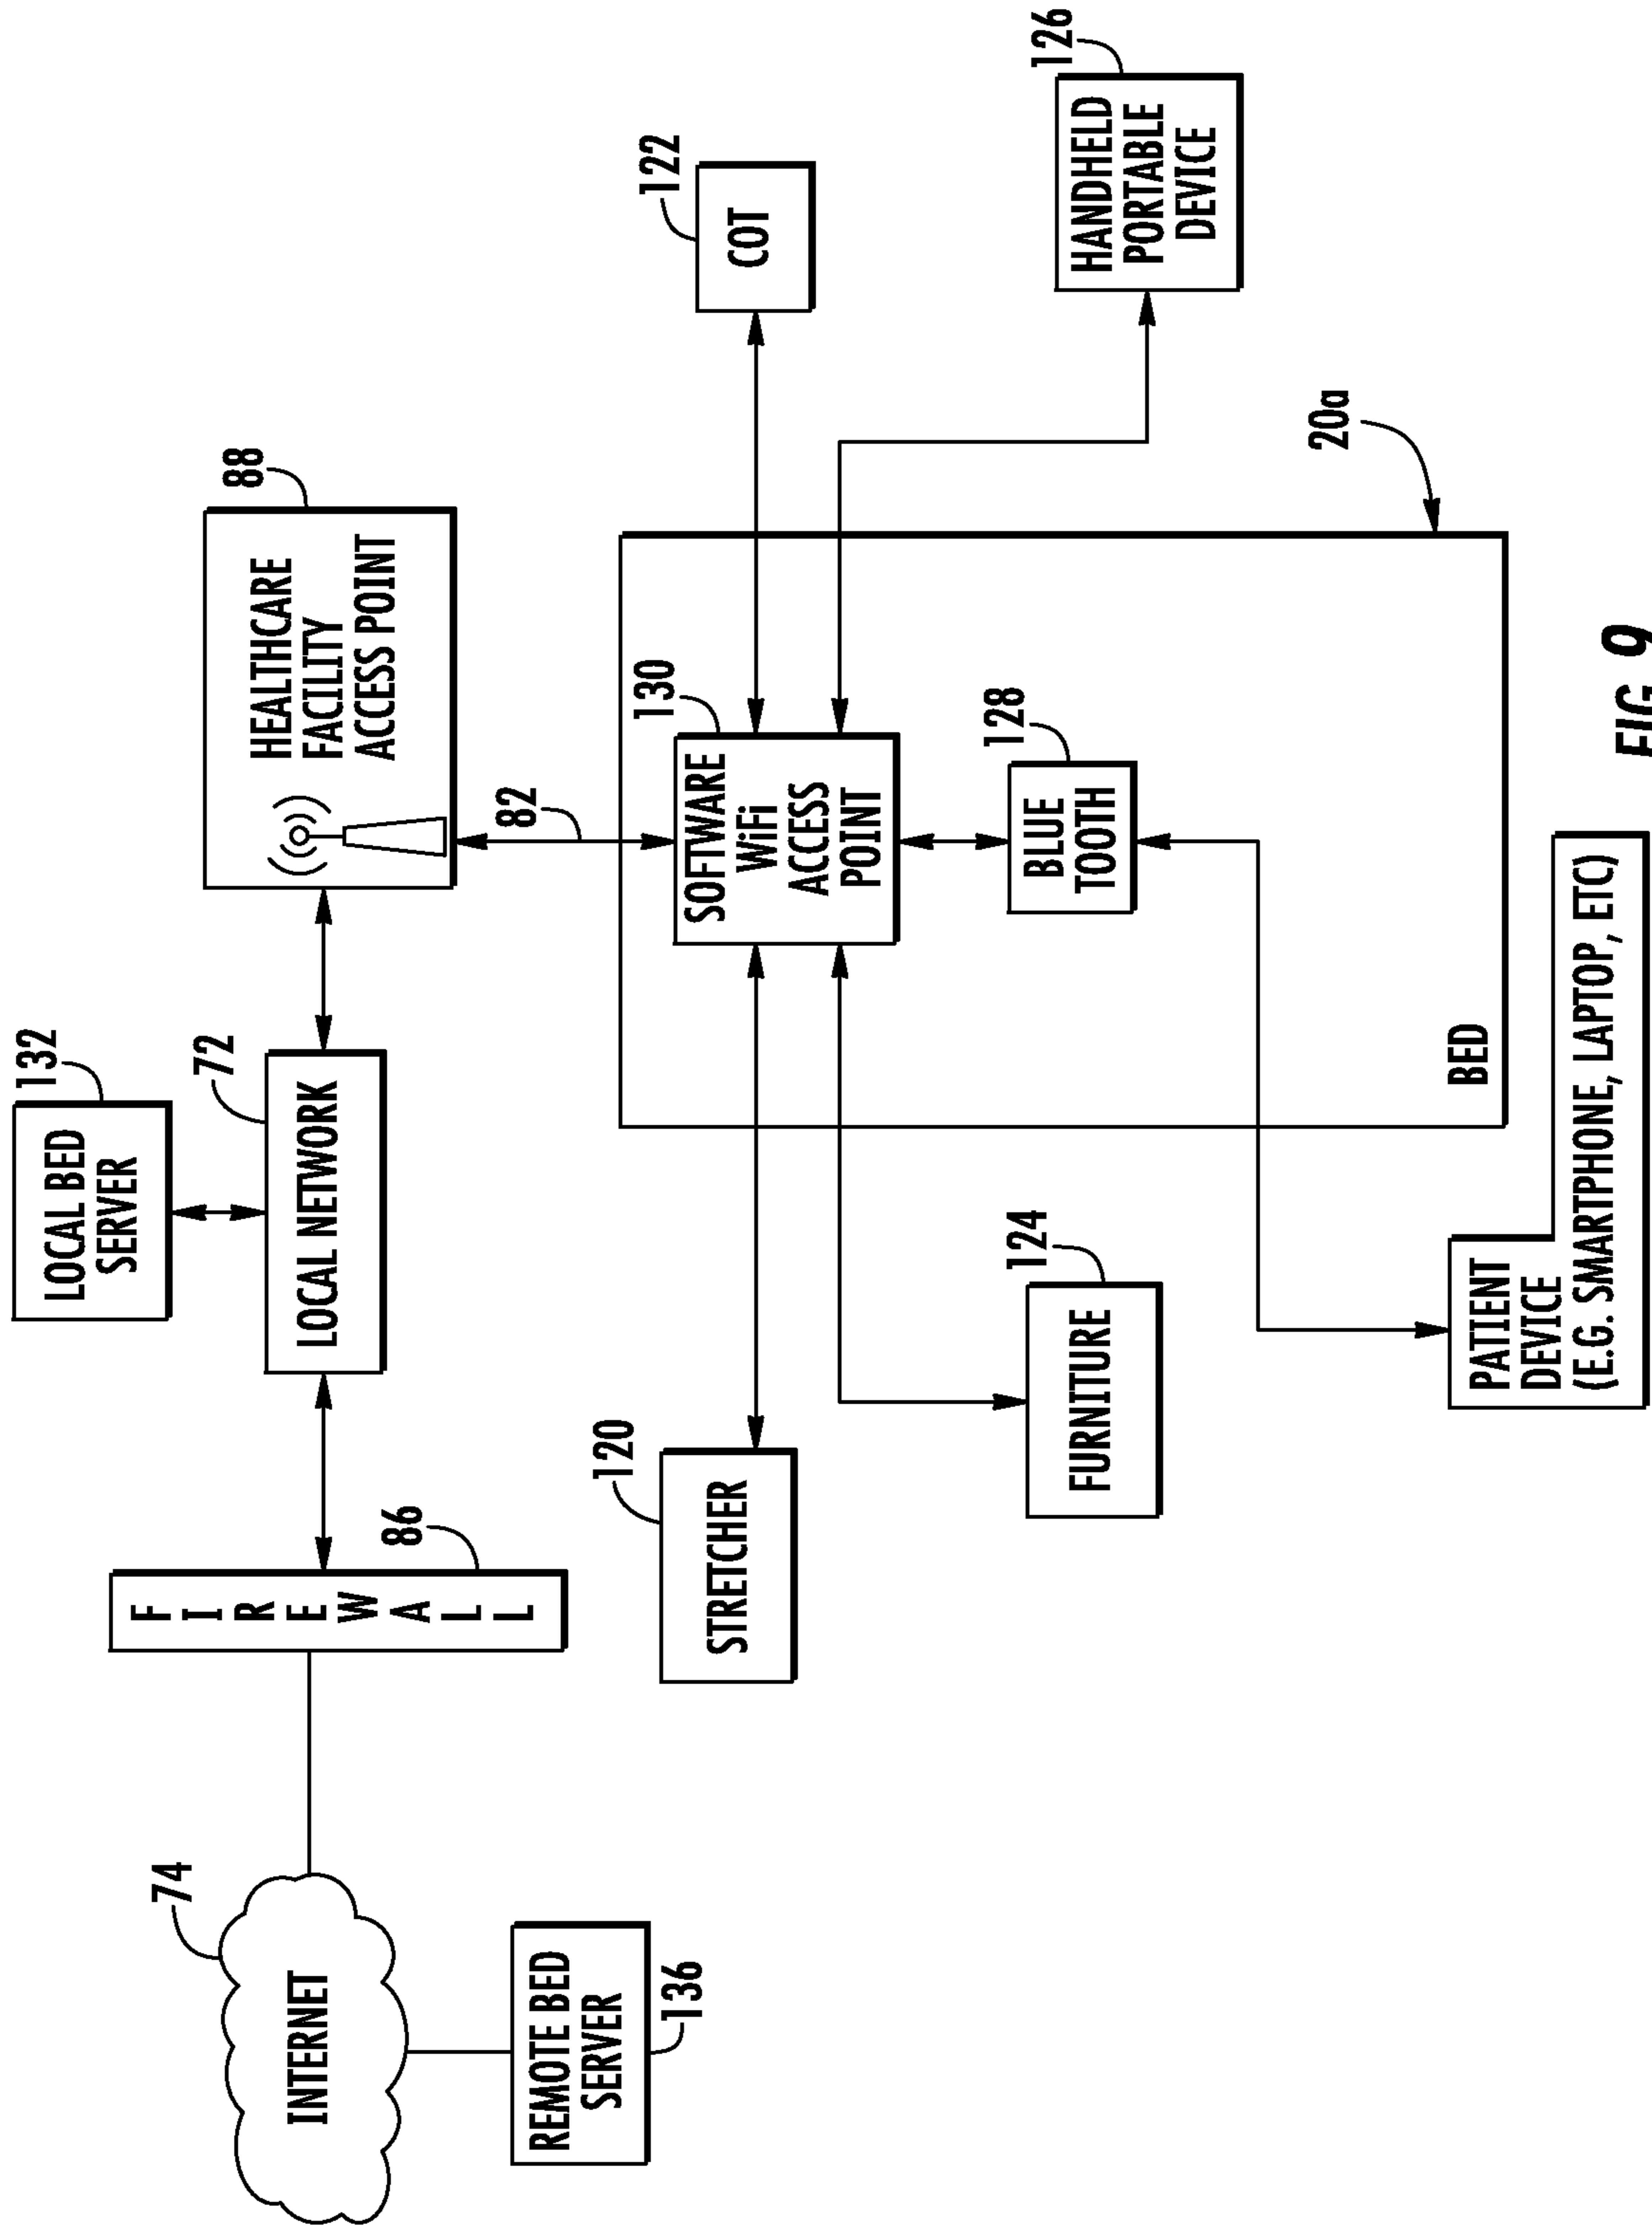 74
INTERNET
REMOTE BED
SERVER
136
FIREWALL
86
LOCAL BED
SERVER
132
LOCAL NETWORK
72
HEALTHCARE
FACILITY
ACCESS POINT
88
82
STRETCHER
120
FURNITURE
124
SOFTWARE
WiFi
ACCESS
POINT
130
BLUE
TOOTH
128
BED
20a
COT
122
HANDHELD
PORTABLE
DEVICE
126
PATIENT
DEVICE
(E.G. SMARTPHONE, LAPTOP, ETC)
FIG. 9